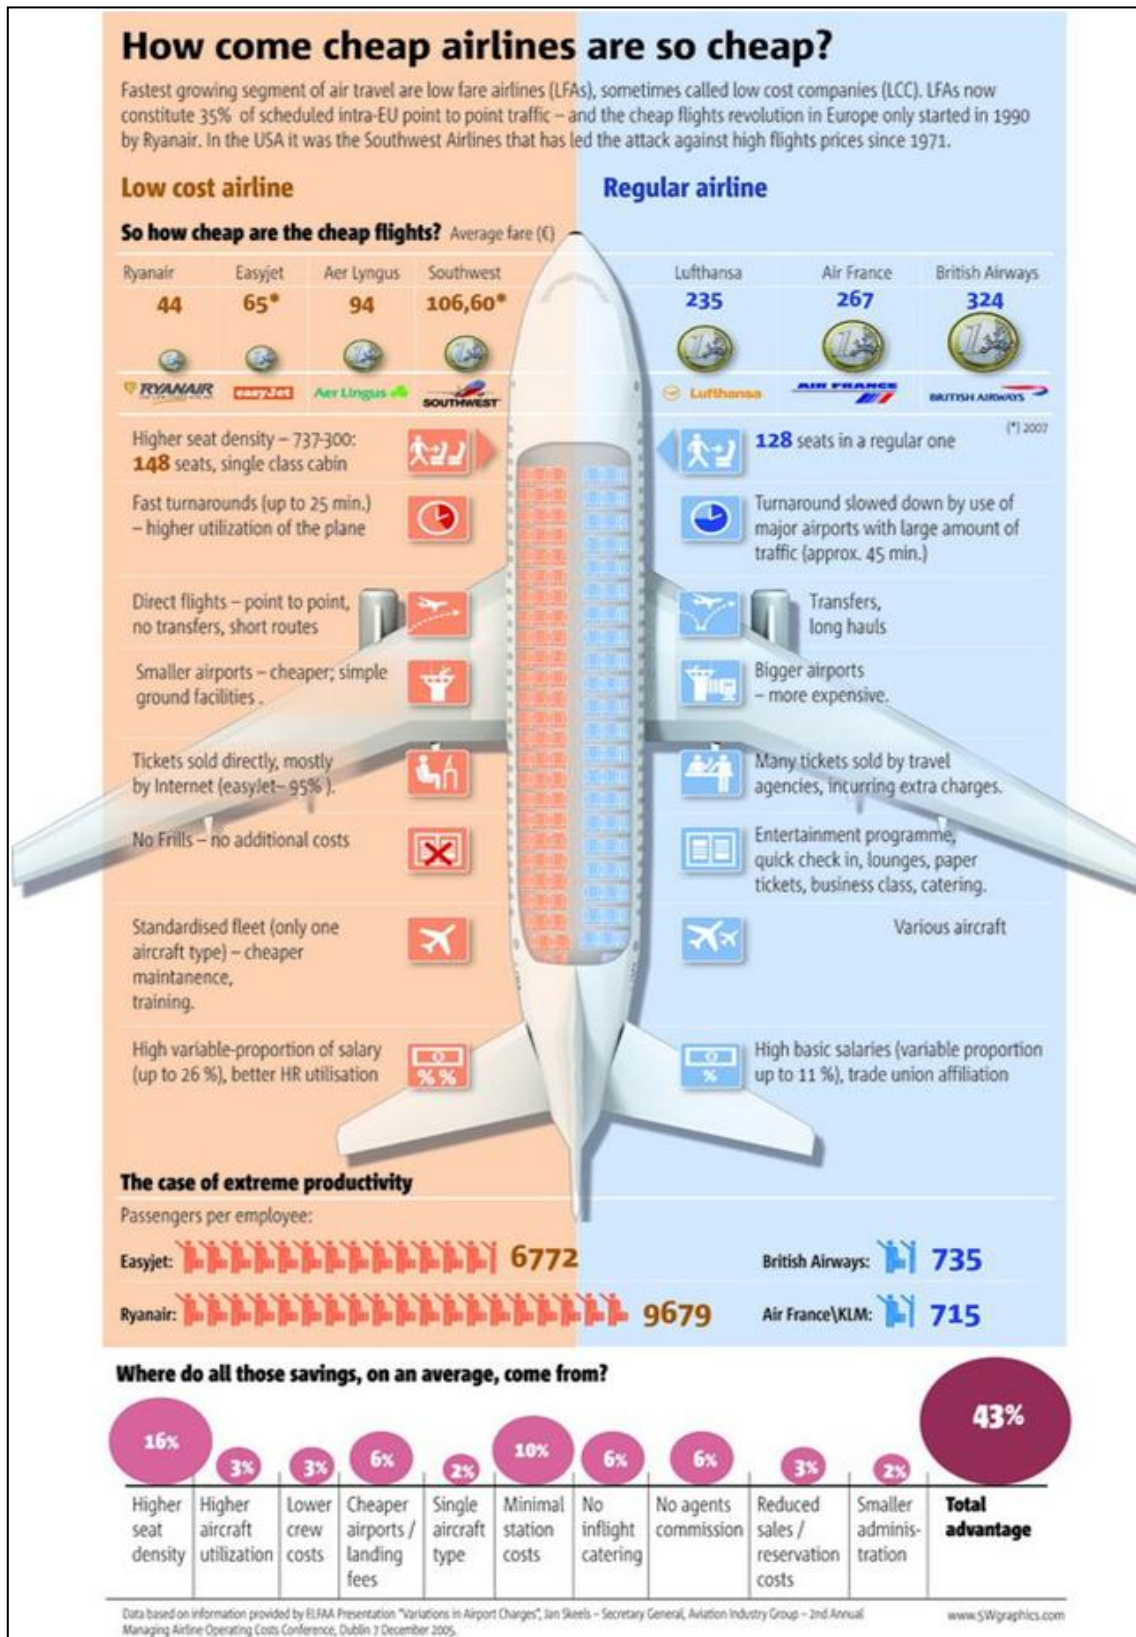 How come cheap airlines are so cheap?
Fastest growing segment of air travel are low fare airlines (LFAs), sometimes called low cost companies (LCC). LFAs now
constitute 35% of scheduled intra-EU point to point traffic – and the cheap flights revolution in Europe only started in 1990
by Ryanair. In the USA it was the Southwest Airlines that has led the attack against high flights prices since 1971.
Low cost airline
Regular airline
So how cheap are the cheap flights? Average fare (€)
Ryanair Easyjet Aer Lyngus Southwest Lufthansa Air France British Airways
44 65* 94 106,60* 235 267 324
RYANAIR easyJet Aer Lingus SOUTHWEST Lufthansa AIR FRANCE BRITISH AIRWAYS
(*) 2007
Higher seat density – 737-300:
148 seats, single class cabin
128 seats in a regular one
Fast turnarounds (up to 25 min.)
– higher utilization of the plane
Turnaround slowed down by use of
major airports with large amount of
traffic (approx. 45 min.)
Direct flights – point to point,
no transfers, short routes
Transfers,
long hauls
Smaller airports – cheaper; simple
ground facilities .
Bigger airports
– more expensive.
Tickets sold directly, mostly
by Internet (easyJet– 95% ).
Many tickets sold by travel
agencies, incurring extra charges.
No Frills – no additional costs
Entertainment programme,
quick check in, lounges, paper
tickets, business class, catering.
Standardised fleet (only one
aircraft type) – cheaper
maintanence,
training.
Various aircraft
High variable-proportion of salary
(up to 26 %), better HR utilisation
%%
%
High basic salaries (variable proportion
up to 11 %), trade union affiliation
The case of extreme productivity
Passengers per employee:
Easyjet: 6772
British Airways: 735
Ryanair: 9679
Air France\KLM: 715
Where do all those savings, on an average, come from?
16% 3% 3% 6% 2% 10% 6% 6% 3% 2% 43%
Higher
seat
density
Higher
aircraft
utilization
Lower
crew
costs
Cheaper
airports /
landing
fees
Single
aircraft
type
Minimal
station
costs
No
inflight
catering
No agents
commission
Reduced
sales /
reservation
costs
Smaller
adminis-
tration
Total
advantage
Data based on information provided by ELFAA Presentation "Variations in Airport Charges", Jan Skeels – Secretary General, Aviation Industry Group – 2nd Annual
Managing Airline Operating Costs Conference, Dublin 7 December 2005.
www.5Wgraphics.com